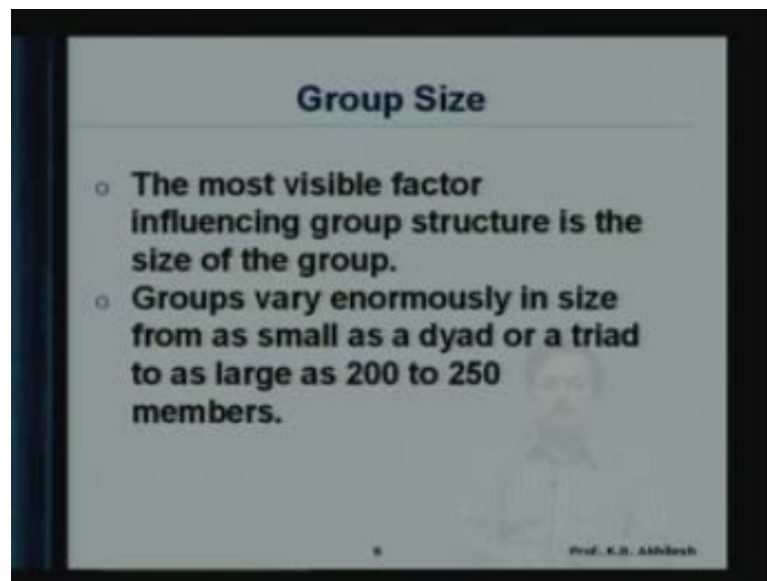 Group Size
The most visible factor
influencing group structure is the
size of the group.
Groups vary enormously in size
from as small as a dyad or a triad
to as large as 200 to 250
members.
Prof. K.B. Akhilesh